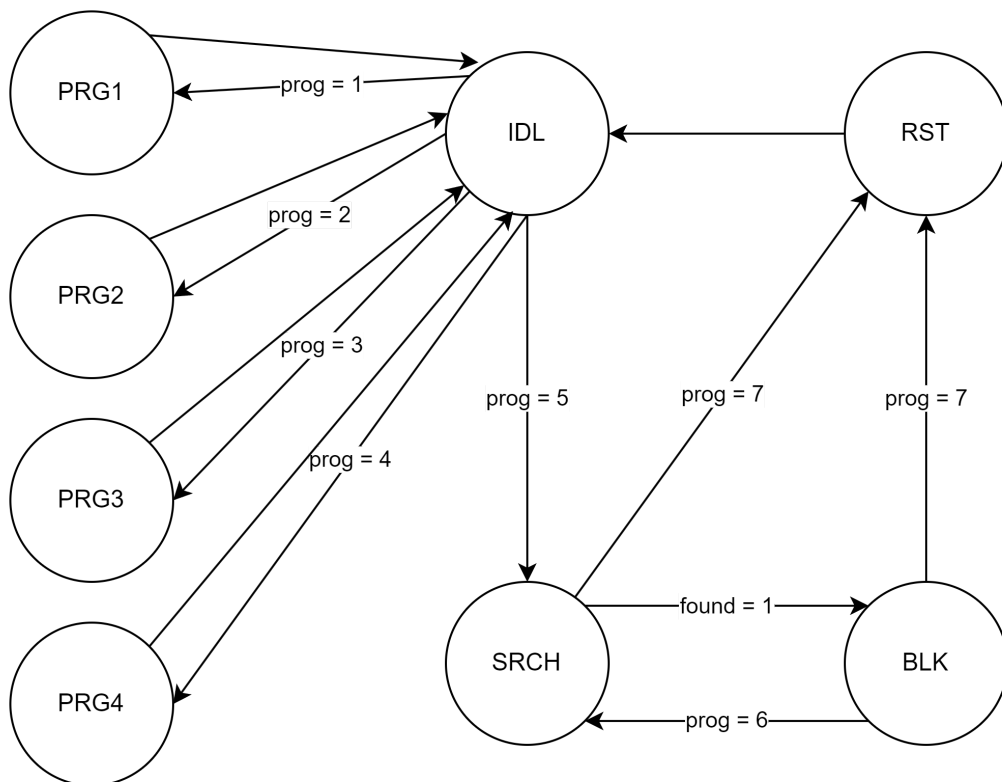 PRG1
prog = 1
IDL
RST
PRG2
prog = 2
PRG3
prog = 3
prog = 5
prog = 7
prog = 7
prog = 4
PRG4
SRCH
found = 1
BLK
prog = 6